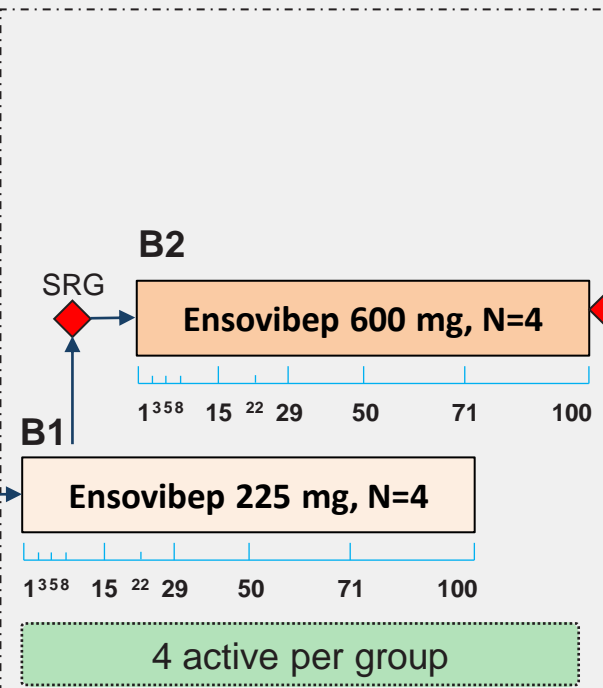 B2
SRG
Ensovibep 600 mg, N=4
1 3 5 8 15 22 29 50 71 100
B1
Ensovibep 225 mg, N=4
1 3 5 8 15 22 29 50 71 100
4 active per group